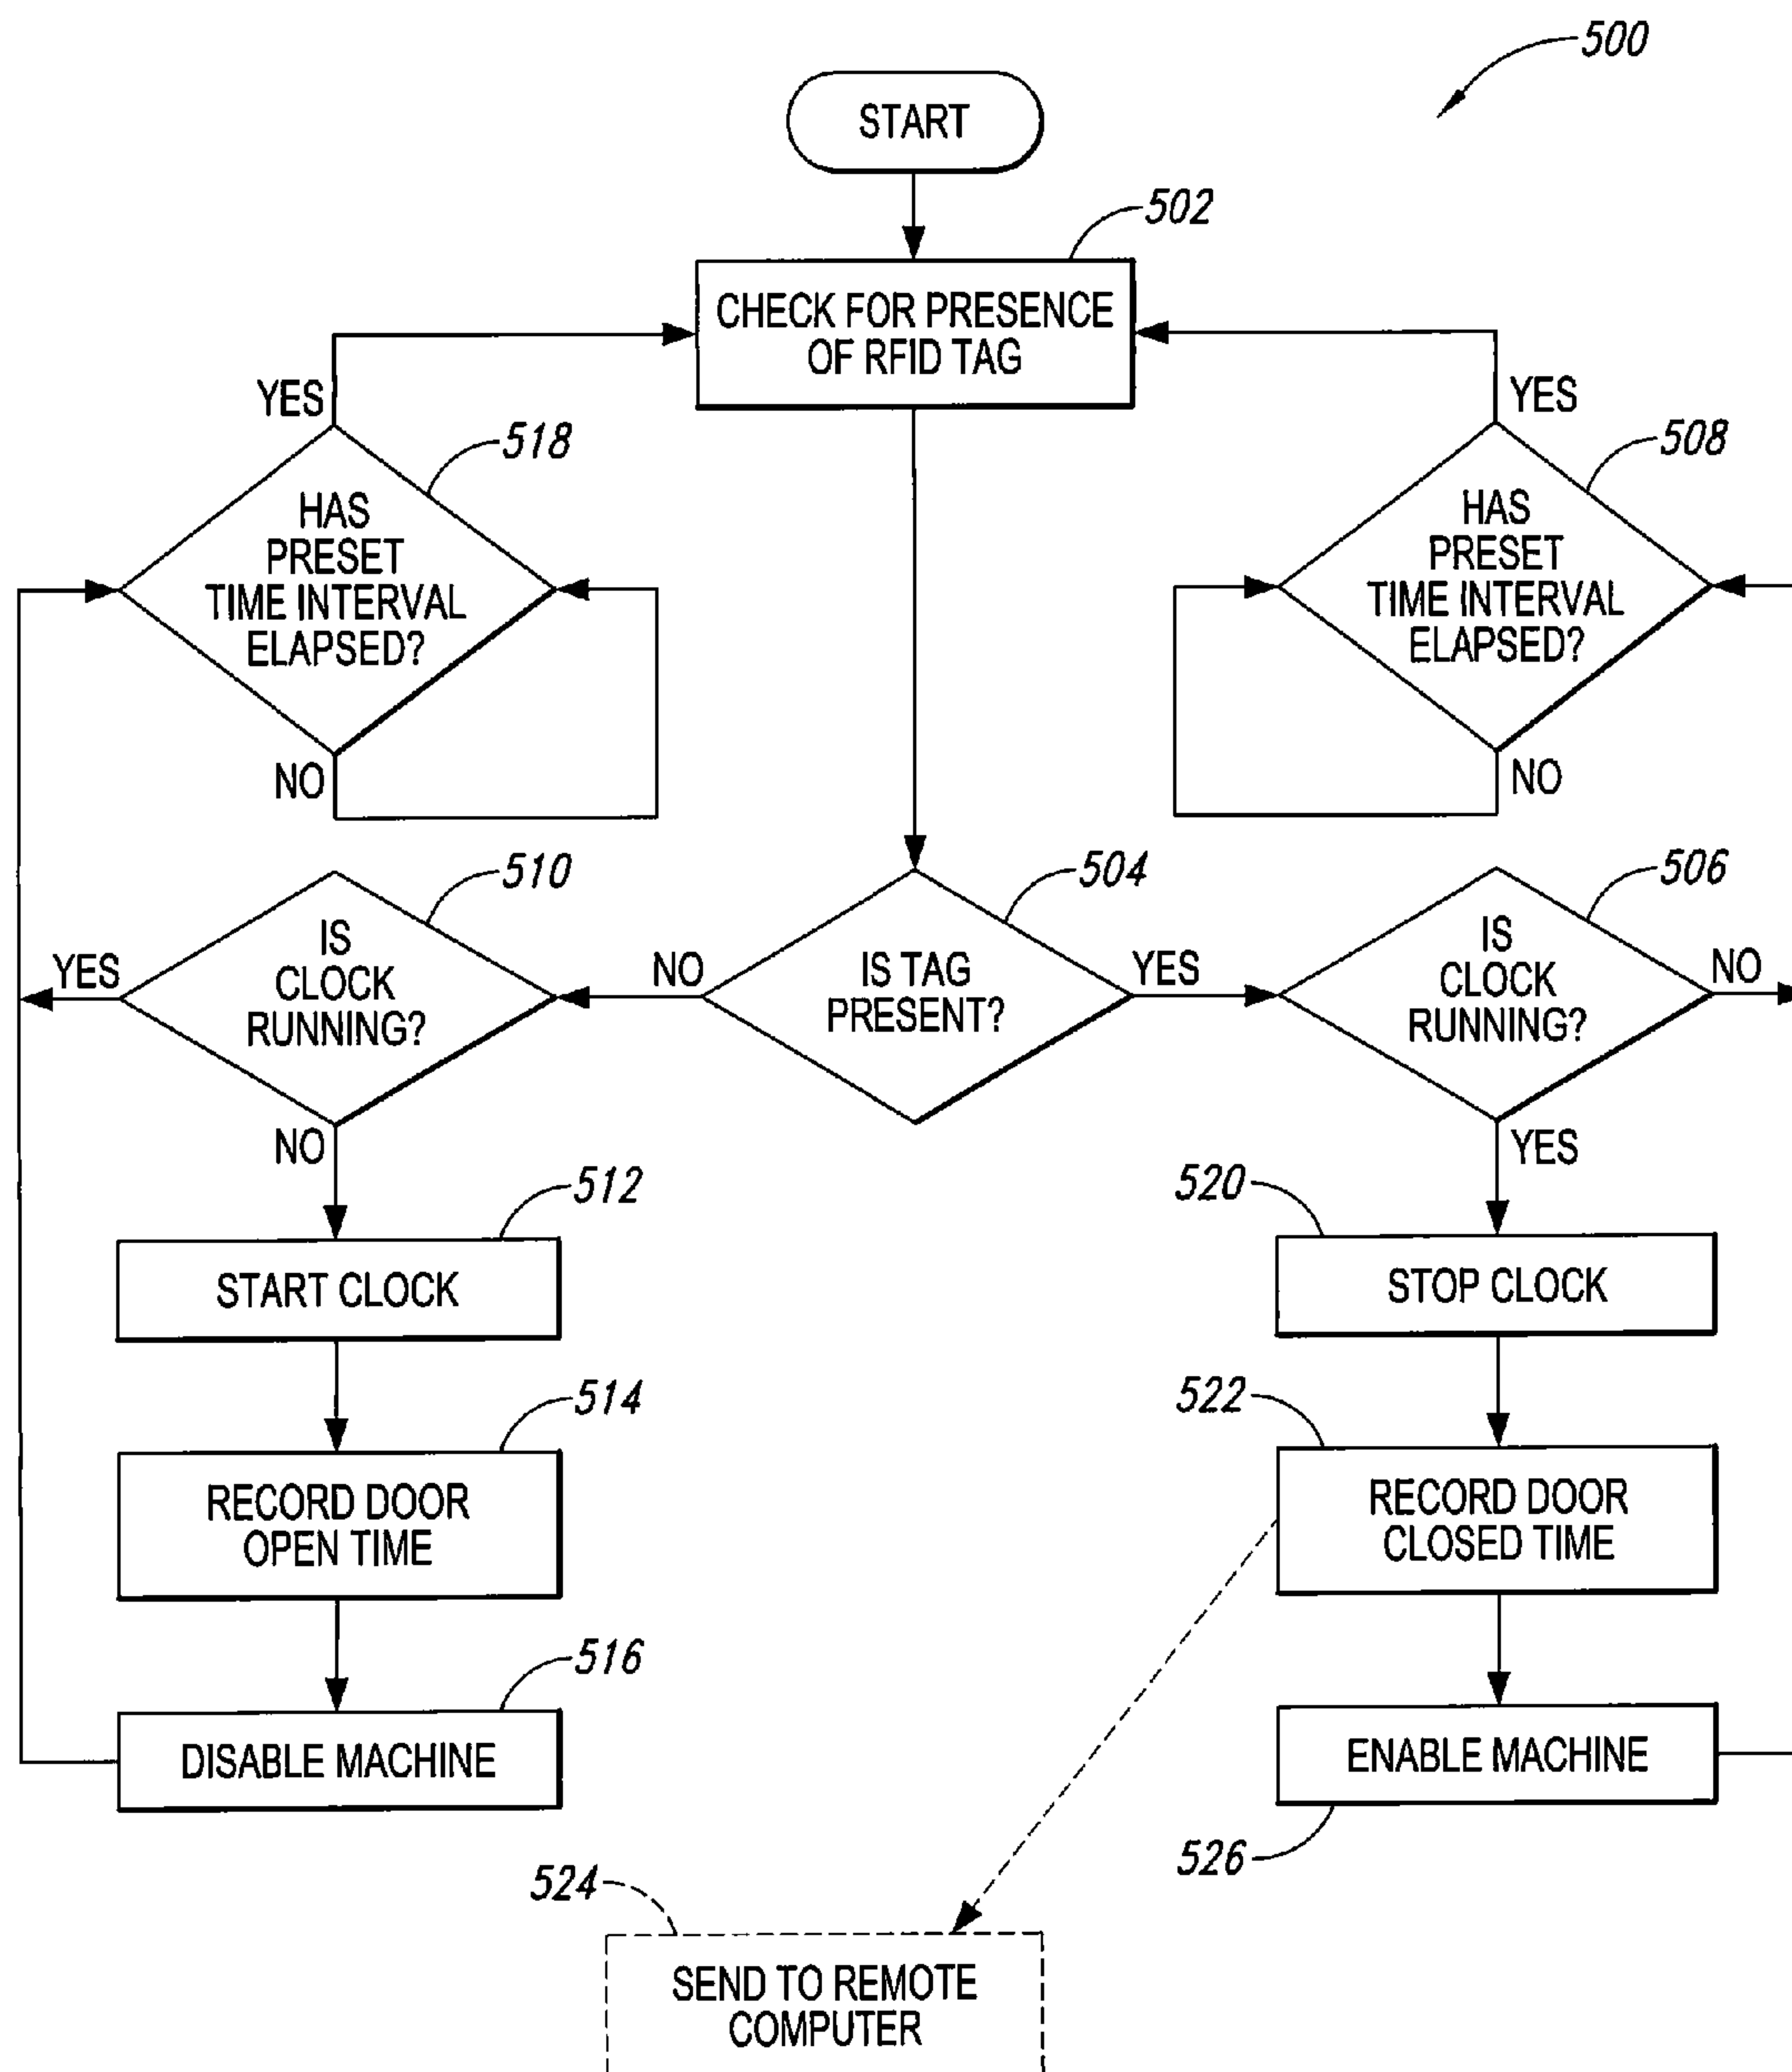 500
START
502
CHECK FOR PRESENCE
OF RFID TAG
YES
518
HAS
PRESET
TIME INTERVAL
ELAPSED?
NO
YES
508
HAS
PRESET
TIME INTERVAL
ELAPSED?
NO
510
IS
CLOCK
RUNNING?
YES
NO
504
IS TAG
PRESENT?
NO
YES
506
IS
CLOCK
RUNNING?
NO
YES
512
START CLOCK
514
RECORD DOOR
OPEN TIME
516
DISABLE MACHINE
520
STOP CLOCK
522
RECORD DOOR
CLOSED TIME
ENABLE MACHINE
526
524
SEND TO REMOTE
COMPUTER